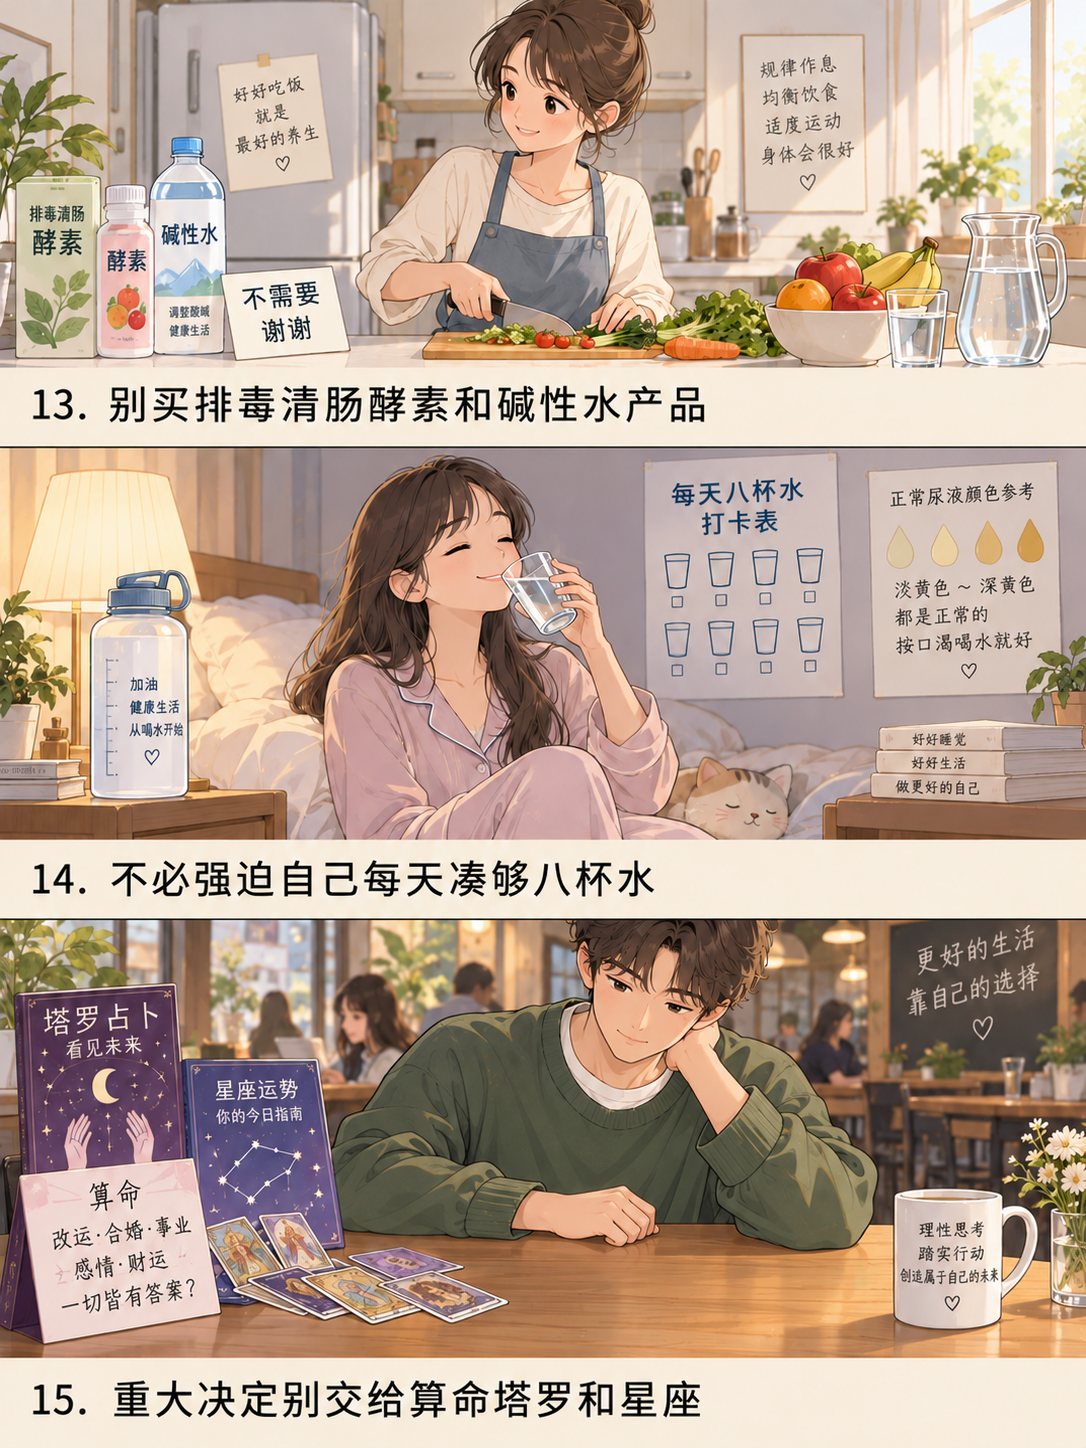 好好吃饭
就是
最好的养生
规律作息
均衡饮食
适度运动
身体会很好
排毒清肠
酵素
酵素
碱性水
调整酸碱
健康生活
不需要
谢谢
13. 别买排毒清肠酵素和碱性水产品
每天八杯水
打卡表
正常尿液颜色参考
淡黄色 ~ 深黄色
都是正常的
按口渴喝水就好
加油
健康生活
从喝水开始
好好睡觉
好好生活
做更好的自己
14. 不必强迫自己每天凑够八杯水
更好的生活
靠自己的选择
塔罗占卜
看见未来
星座运势
你的今日指南
算命
改运·合婚·事业
感情·财运
一切皆有答案?
理性思考
踏实行动
创造属于自己的未来
15. 重大决定别交给算命塔罗和星座